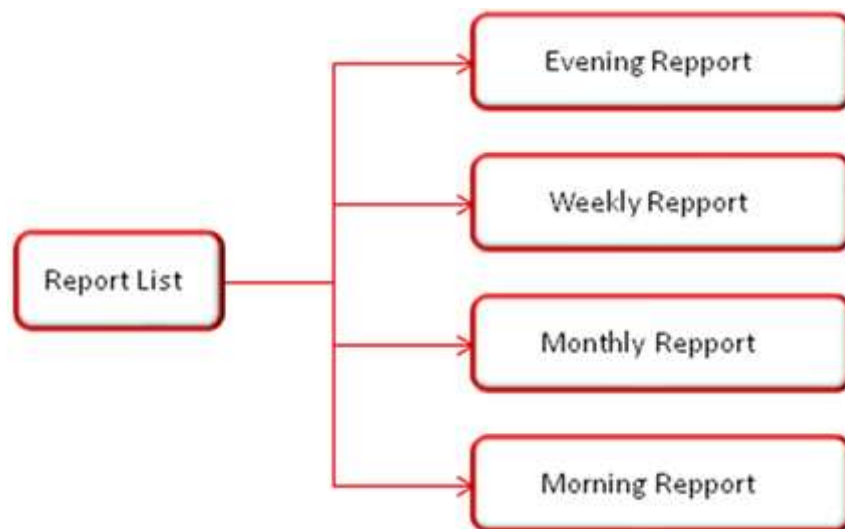 Evening Repport
Weekly Repport
Report List
Monthly Repport
Morning Repport